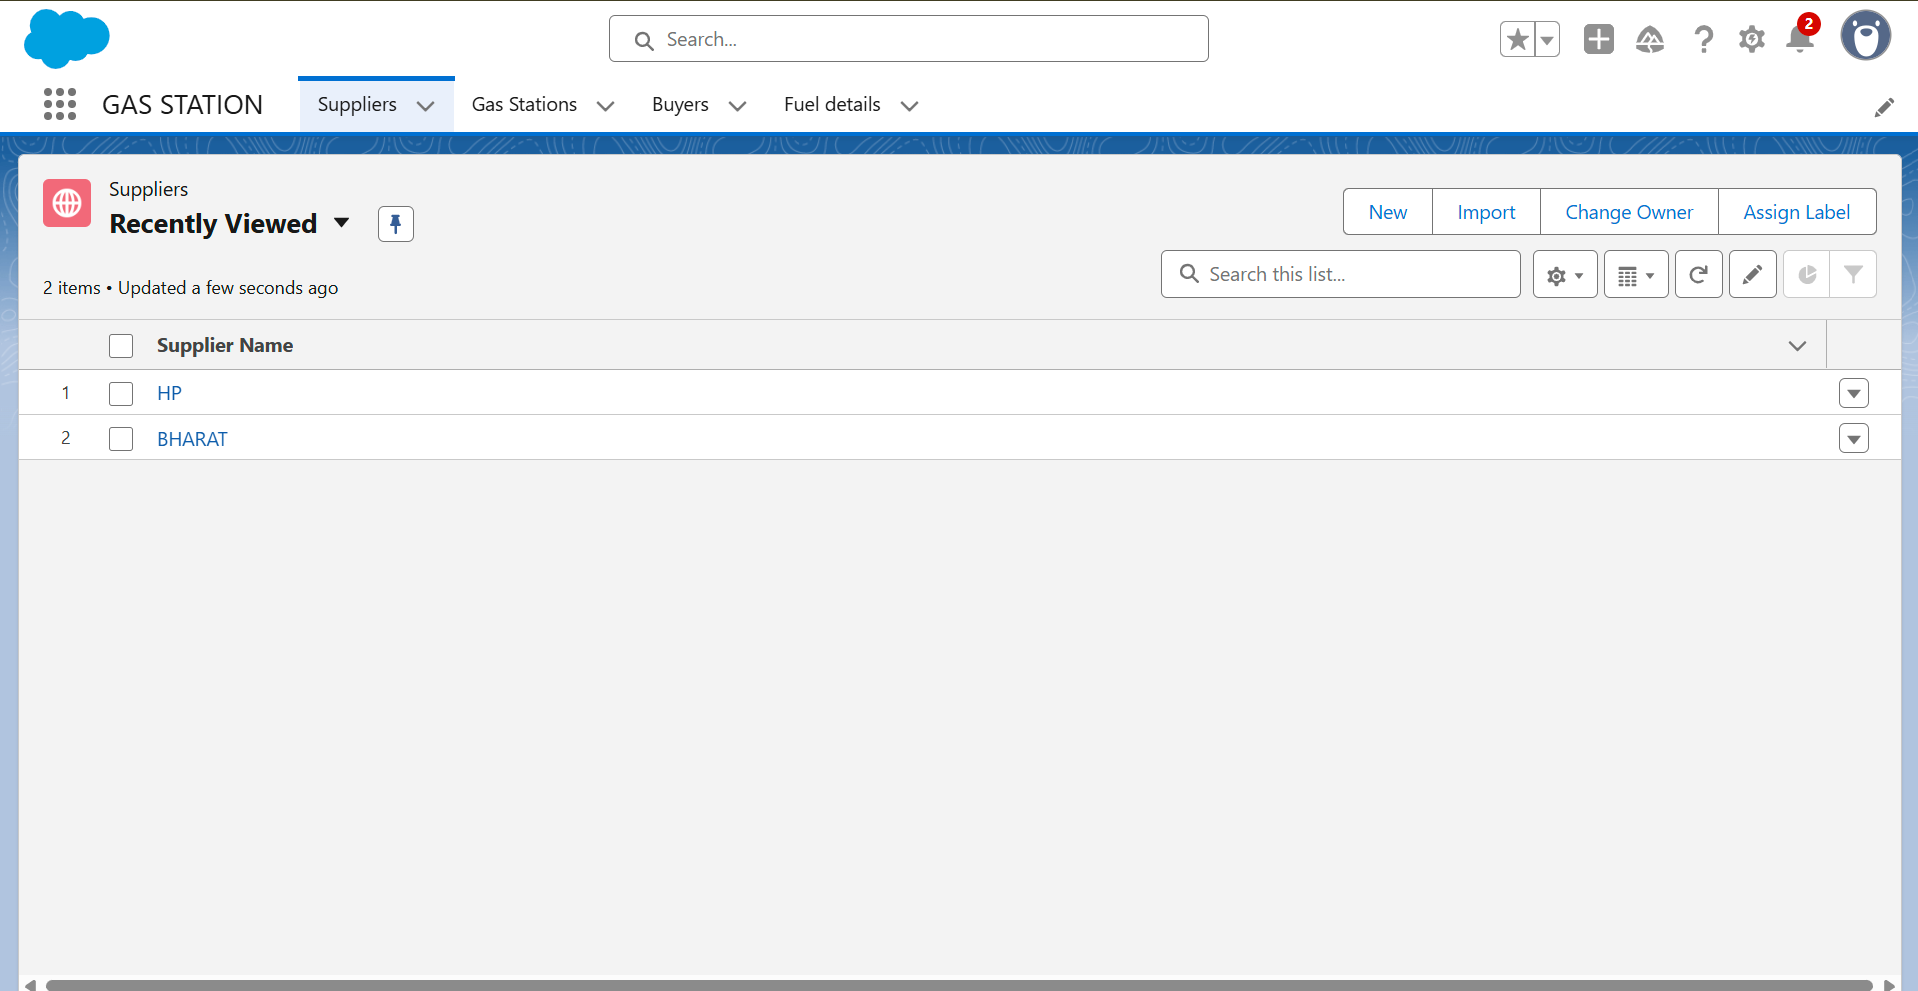 Search...
2
GAS STATION
Suppliers
Gas Stations
Buyers
Fuel details
Suppliers
Recently Viewed
New
Import
Change Owner
Assign Label
2 items • Updated a few seconds ago
Search this list...
Supplier Name
1 HP
2 BHARAT